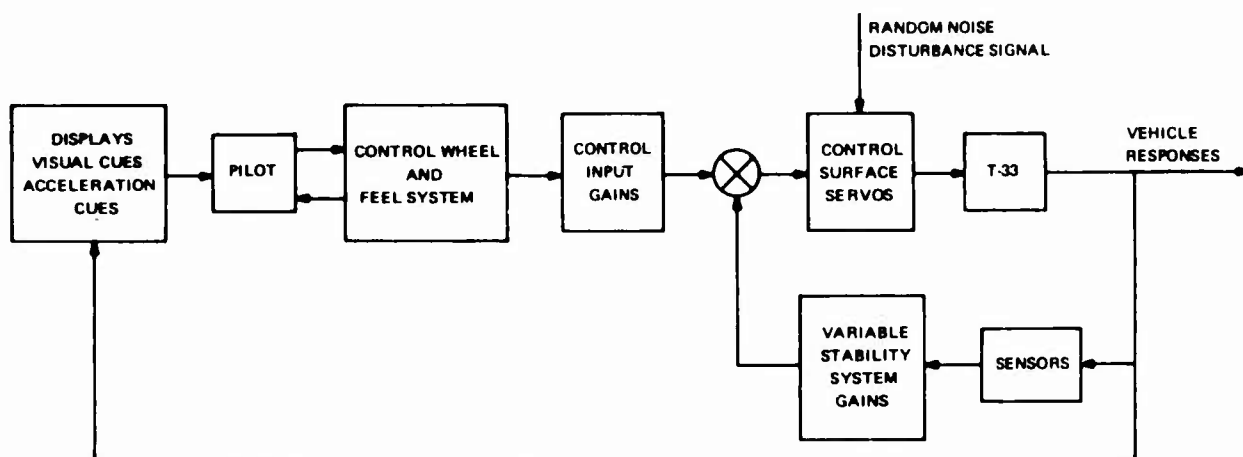 RANDOM NOISE
DISTURBANCE SIGNAL
DISPLAYS
VISUAL CUES
ACCELERATION
CUES
PILOT
CONTROL WHEEL
AND
FEEL SYSTEM
CONTROL
INPUT
GAINS
CONTROL
SURFACE
SERVOS
T-33
VEHICLE
RESPONSES
VARIABLE
STABILITY
SYSTEM
GAINS
SENSORS